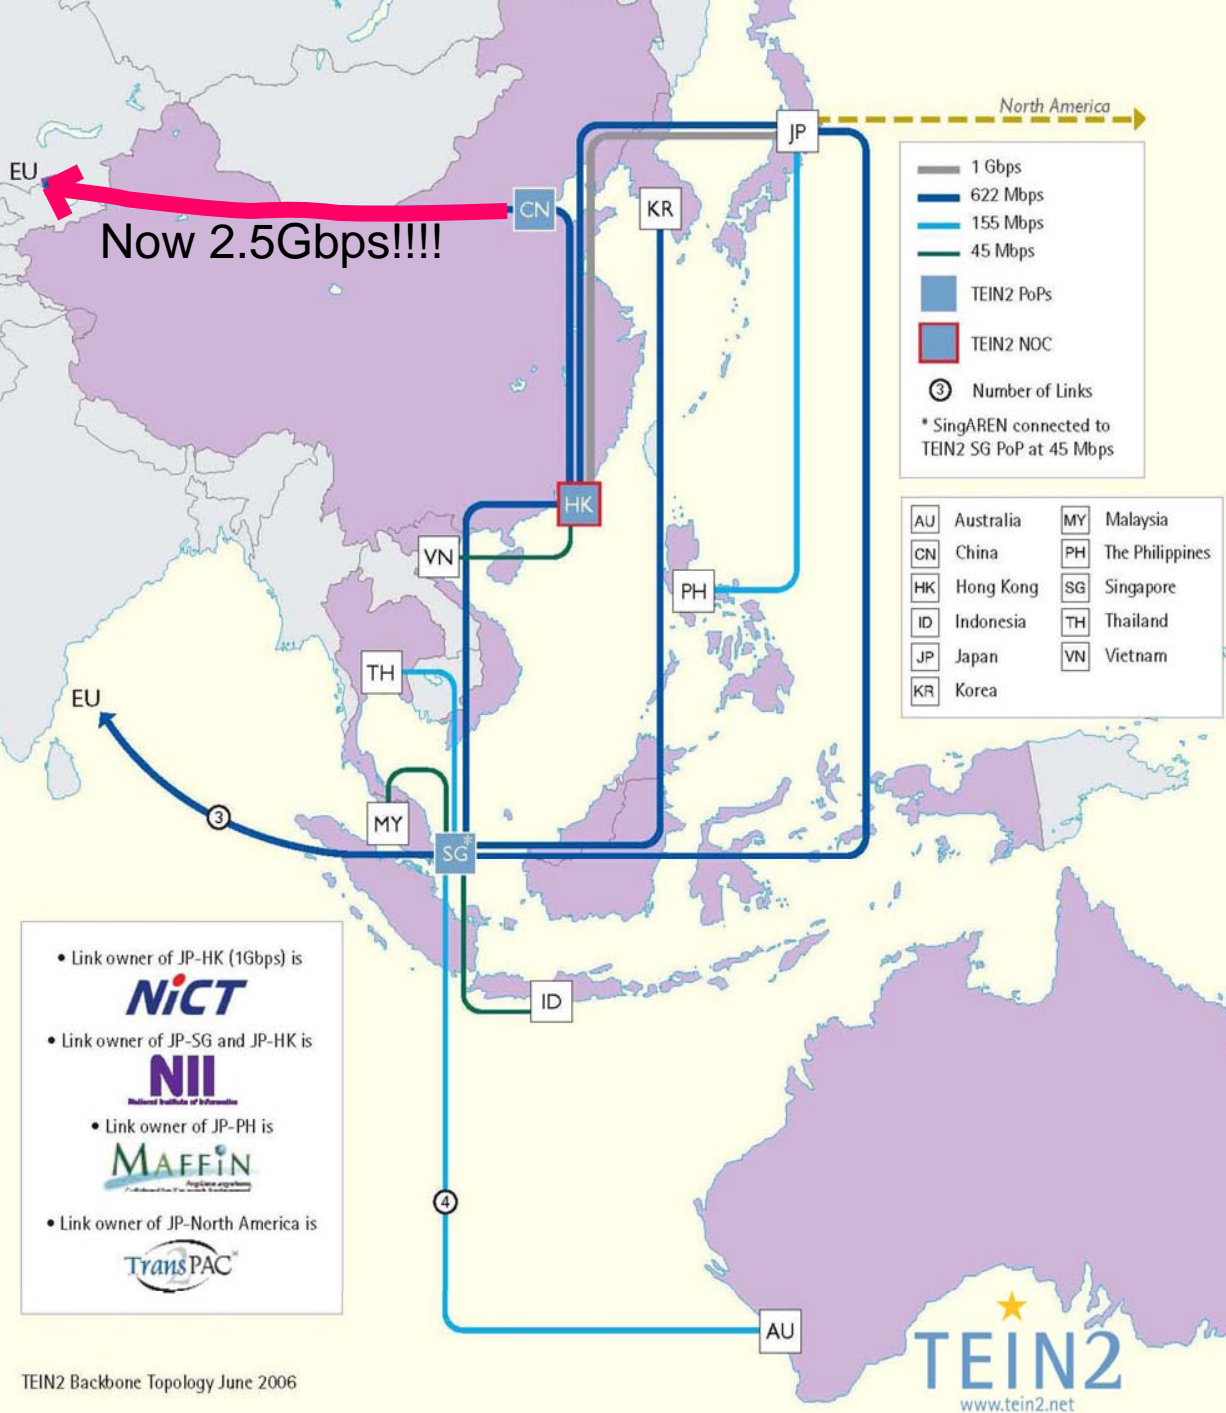 North America
JP
EU
CN
KR
Now 2.5Gbps!!!!
1 Gbps
622 Mbps
155 Mbps
45 Mbps
TEIN2 PoPs
TEIN2 NOC
3 Number of Links
* SingAREN connected to
TEIN2 SG PoP at 45 Mbps
HK
VN
PH
TH
EU
3
MY
SG*
ID
4
AU
AU Australia
CN China
HK Hong Kong
ID Indonesia
JP Japan
KR Korea
MY Malaysia
PH The Philippines
SG Singapore
TH Thailand
VN Vietnam
• Link owner of JP-HK (1Gbps) is
NiCT
• Link owner of JP-SG and JP-HK is
NII
National Institute of Informatics
• Link owner of JP-PH is
MAFFiN
• Link owner of JP-North America is
TransPAC2
TEIN2 Backbone Topology June 2006
TEIN2
www.tein2.net